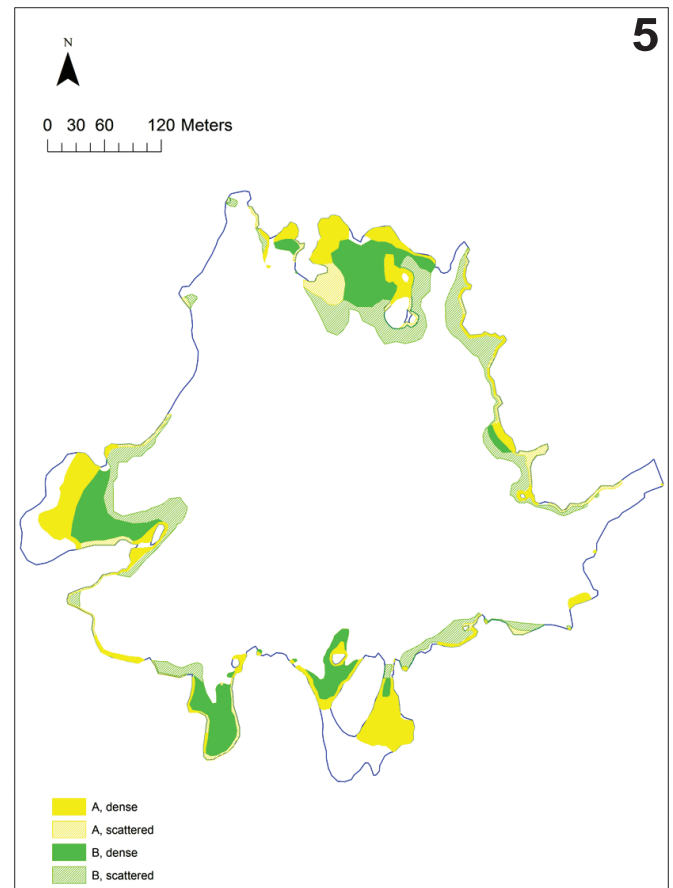 5
N
0 30 60 120 Meters
A, dense
A, scattered
B, dense
B, scattered